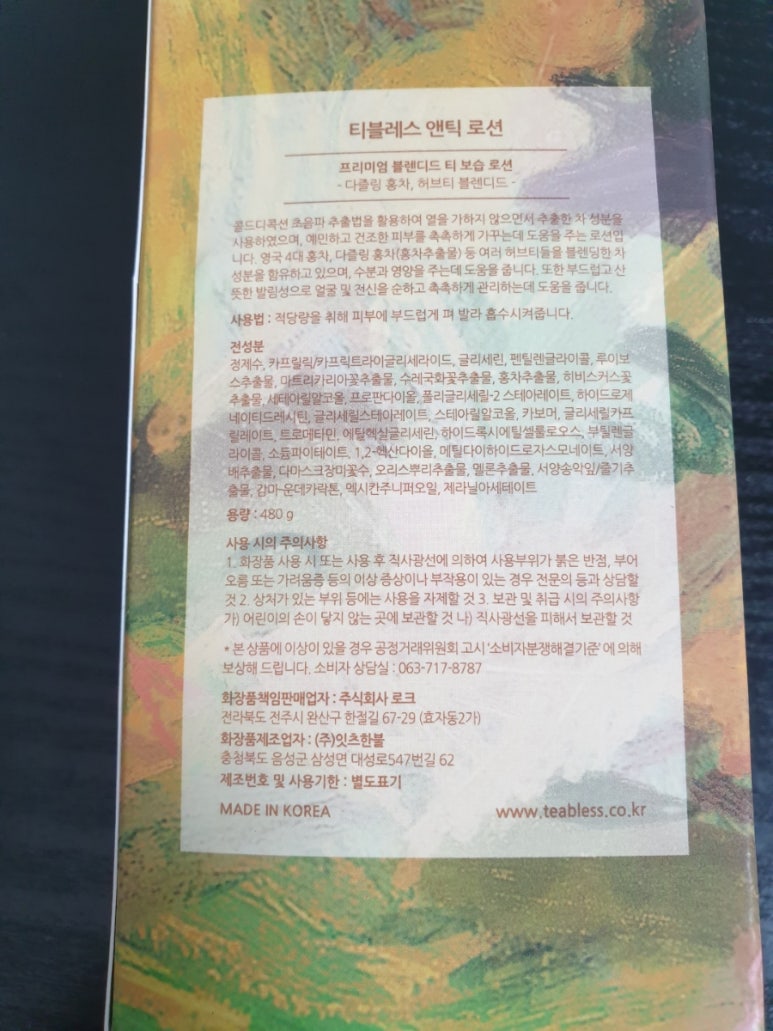 티블레스 앤틱 로션
프리미엄 블렌디드 티 보습 로션
- 다즐링 홍차, 허브티 블렌디드 -
콜드디콕션 초음파 추출법을 활용하여 열을 가하지 않으면서 추출한 차 성분을
사용하였으며, 예민하고 건조한 피부를 촉촉하게 가꾸는데 도움을 주는 로션입
니다. 영국 4대 홍차, 다즐링 홍차(홍차추출물) 등 여러 허브티들을 블렌딩한 차
성분을 함유하고 있으며, 수분과 영양을 주는데 도움을 줍니다. 또한 부드럽고 산
뜻한 발림성으로 얼굴 및 전신을 순하고 촉촉하게 관리하는데 도움을 줍니다.
사용법 : 적당량을 취해 피부에 부드럽게 펴 발라 흡수시켜줍니다.
전성분
정제수, 카프릴릭/카프릭트라이글리세라이드, 글리세린, 펜틸렌글라이콜, 루이보
스추출물, 마트리카리아꽃추출물, 수레국화꽃추출물, 홍차추출물, 히비스커스꽃
추출물, 세테아릴알코올, 프로판다이올, 폴리글리세릴-2 스테아레이트, 하이드로제
네이티드레시틴, 글리세릴스테아레이트, 스테아릴알코올, 카보머, 글리세릴카프
릴레이트, 트로메타민, 에틸헥실글리세린, 하이드록시에틸셀룰로오스, 부틸렌글
라이콜, 소듐파이테이트, 1,2-헥산다이올, 메틸다이하이드로자스모네이트, 서양
배추출물, 다마스크장미꽃수, 오리스뿌리추출물, 멜론추출물, 서양송악잎/줄기추
출물, 감마-운데카락톤, 멕시칸주니퍼오일, 제라닐아세테이트
용량 : 480 g
사용 시의 주의사항
1. 화장품 사용 시 또는 사용 후 직사광선에 의하여 사용부위가 붉은 반점, 부어
오름 또는 가려움증 등의 이상 증상이나 부작용이 있는 경우 전문의 등과 상담할
것 2. 상처가 있는 부위 등에는 사용을 자제할 것 3. 보관 및 취급 시의 주의사항
가) 어린이의 손이 닿지 않는 곳에 보관할 것 나) 직사광선을 피해서 보관할 것
* 본 상품에 이상이 있을 경우 공정거래위원회 고시 '소비자분쟁해결기준' 에 의해
보상해 드립니다. 소비자 상담실 : 063-717-8787
화장품책임판매업자 : 주식회사 로크
전라북도 전주시 완산구 한절길 67-29 (효자동2가)
화장품제조업자 : (주)잇츠한불
충청북도 음성군 삼성면 대성로547번길 62
제조번호 및 사용기한 : 별도표기
MADE IN KOREA
www.teabless.co.kr